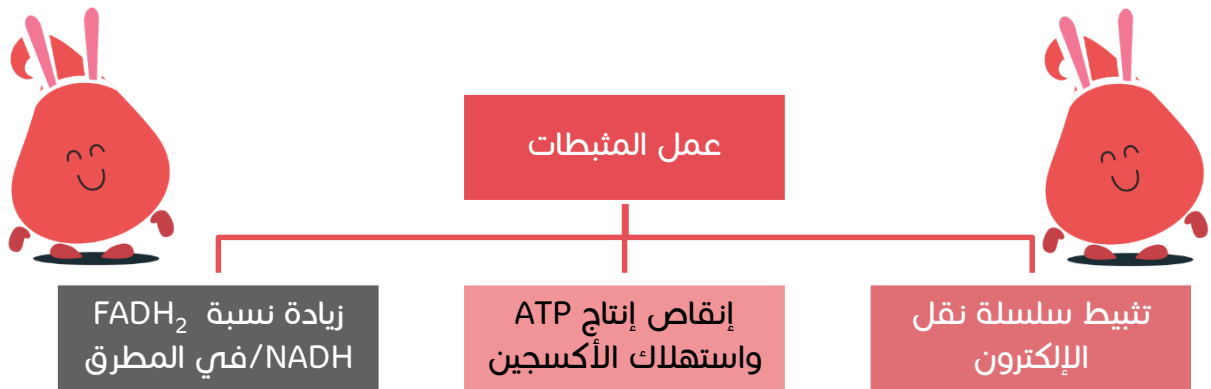 عمل المثبطات
تثبيط سلسلة نقل
الإلكترون
إنقاص إنتاج ATP
واستهلاك الأكسجين
زيادة نسبة FADH₂
/NADH في المطرق